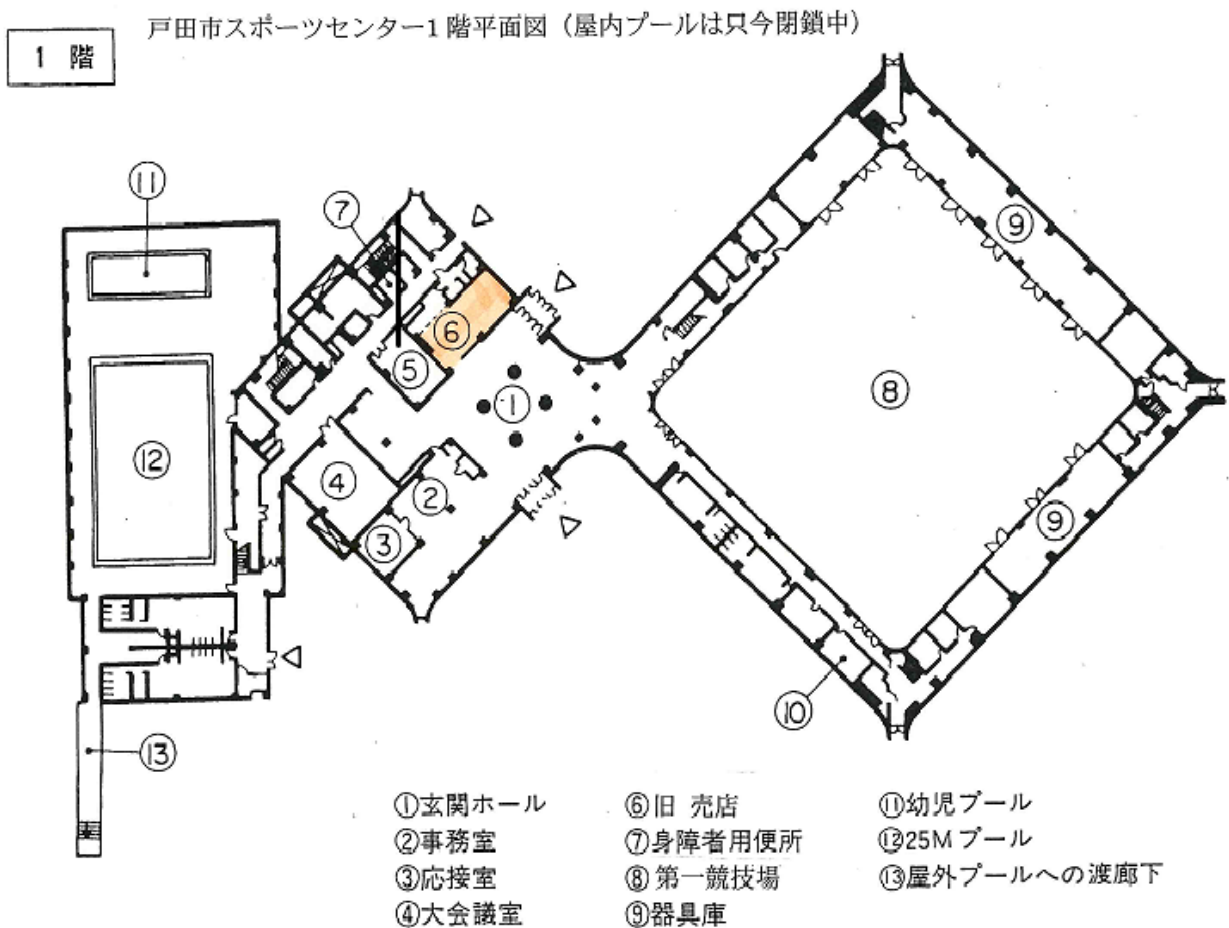 戸田市スポーツセンター1階平面図（屋内プールは只今閉鎖中）
1 階
⑪
⑦
⑨
⑥
⑤
①
⑧
⑫
④
②
③
⑨
⑩
⑬
①玄関ホール
②事務室
③応接室
④大会議室
⑥旧 売店
⑦身障者用便所
⑧第一競技場
⑨器具庫
⑪幼児プール
⑫25Mプール
⑬屋外プールへの渡廊下